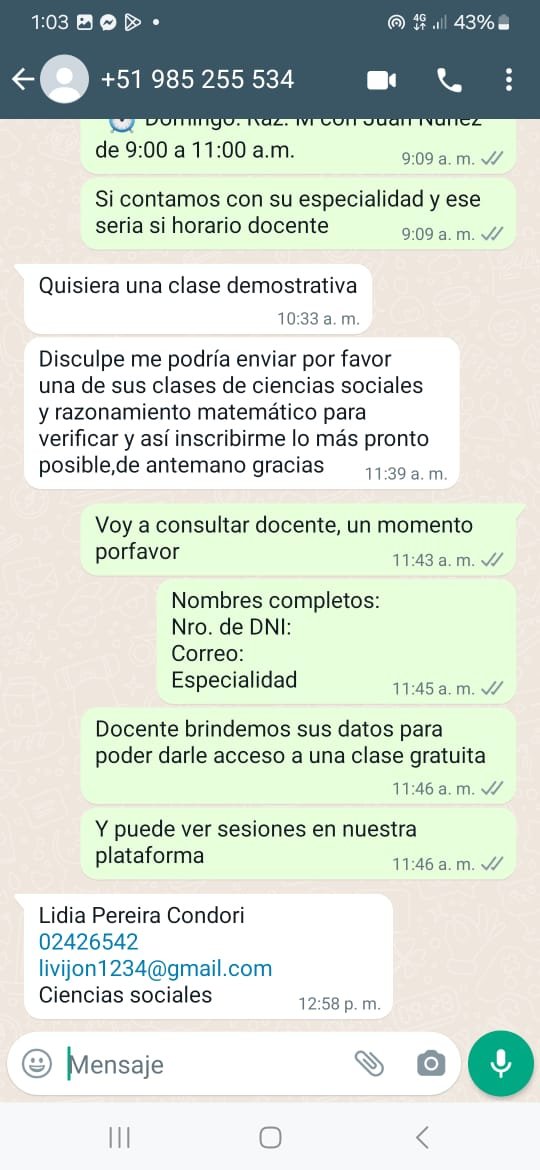 1:03
4G
43%
+51 985 255 534
Domingo: Raz. M con Juan Nuñez
de 9:00 a 11:00 a.m.
9:09 a. m.
Si contamos con su especialidad y ese
seria si horario docente
9:09 a. m.
Quisiera una clase demostrativa
10:33 a. m.
Disculpe me podría enviar por favor
una de sus clases de ciencias sociales
y razonamiento matemático para
verificar y así inscribirme lo más pronto
posible,de antemano gracias
11:39 a. m.
Voy a consultar docente, un momento
porfavor
11:43 a. m.
Nombres completos:
Nro. de DNI:
Correo:
Especialidad
11:45 a. m.
Docente brindemos sus datos para
poder darle acceso a una clase gratuita
11:46 a. m.
Y puede ver sesiones en nuestra
plataforma
11:46 a. m.
Lidia Pereira Condori
02426542
livijon1234@gmail.com
Ciencias sociales
12:58 p. m.
Mensaje